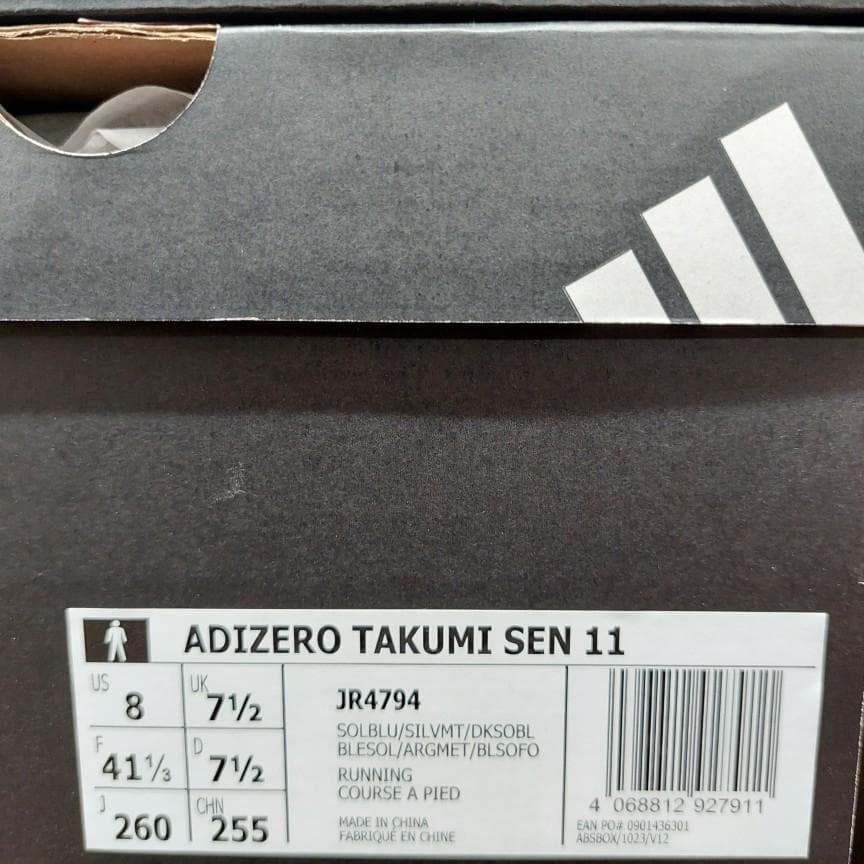 ADIZERO TAKUMI SEN 11
US 8
UK 7½
F 41⅓
D 7½
J 260
CHN 255
JR4794
SOLBLU/SILVMT/DKSOBL
BLESOL/ARGMET/BLSOFO
RUNNING
COURSE A PIED
MADE IN CHINA
FABRIQUÉ EN CHINE
4 068812 927911
EAN PO# 0901436301
ABSBOX/1023/V12